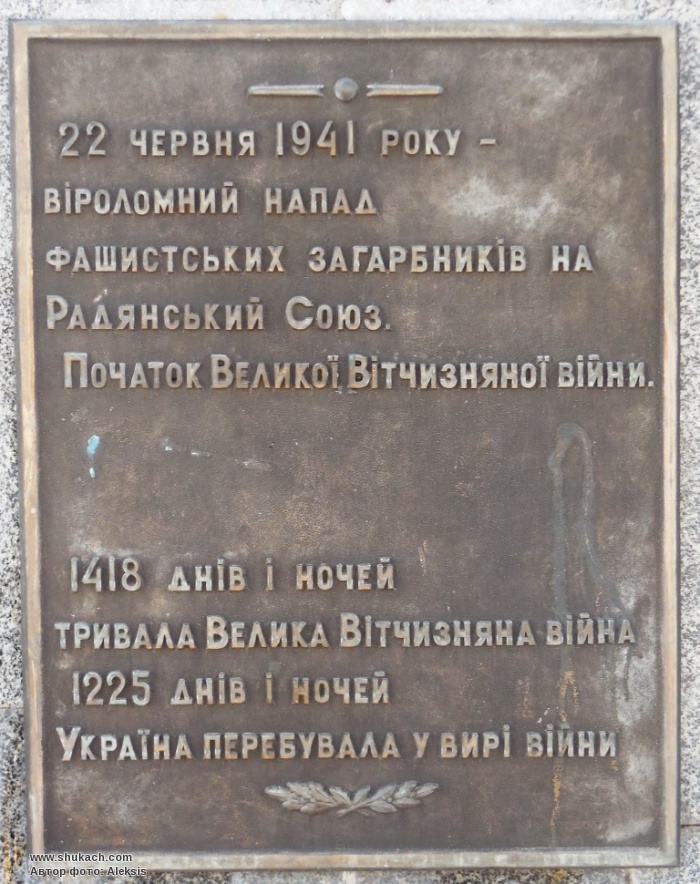 22 червня 1941 року –
віроломний напад
фашистських загарбників на
Радянський Союз.
Початок Великої Вітчизняної війни.
1418 днів і ночей
тривала Велика Вітчизняна війна
1225 днів і ночей
Україна перебувала у вирі війни
www.shukach.com
Автор фото: Aleksis